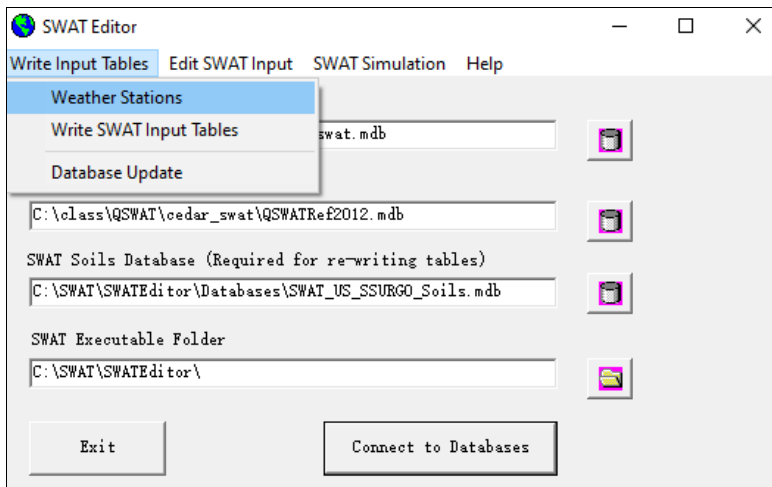 SWAT Editor
Write Input Tables Edit SWAT Input SWAT Simulation Help
Weather Stations
Write SWAT Input Tables
swat.mdb
Database Update
C:\class\QSWAT\cedar_swat\QSWATRef2012.mdb
SWAT Soils Database (Required for re-writing tables)
C:\SWAT\SWATEditor\Databases\SWAT_US_SSURGO_Soils.mdb
SWAT Executable Folder
C:\SWAT\SWATEditor\
Exit Connect to Databases